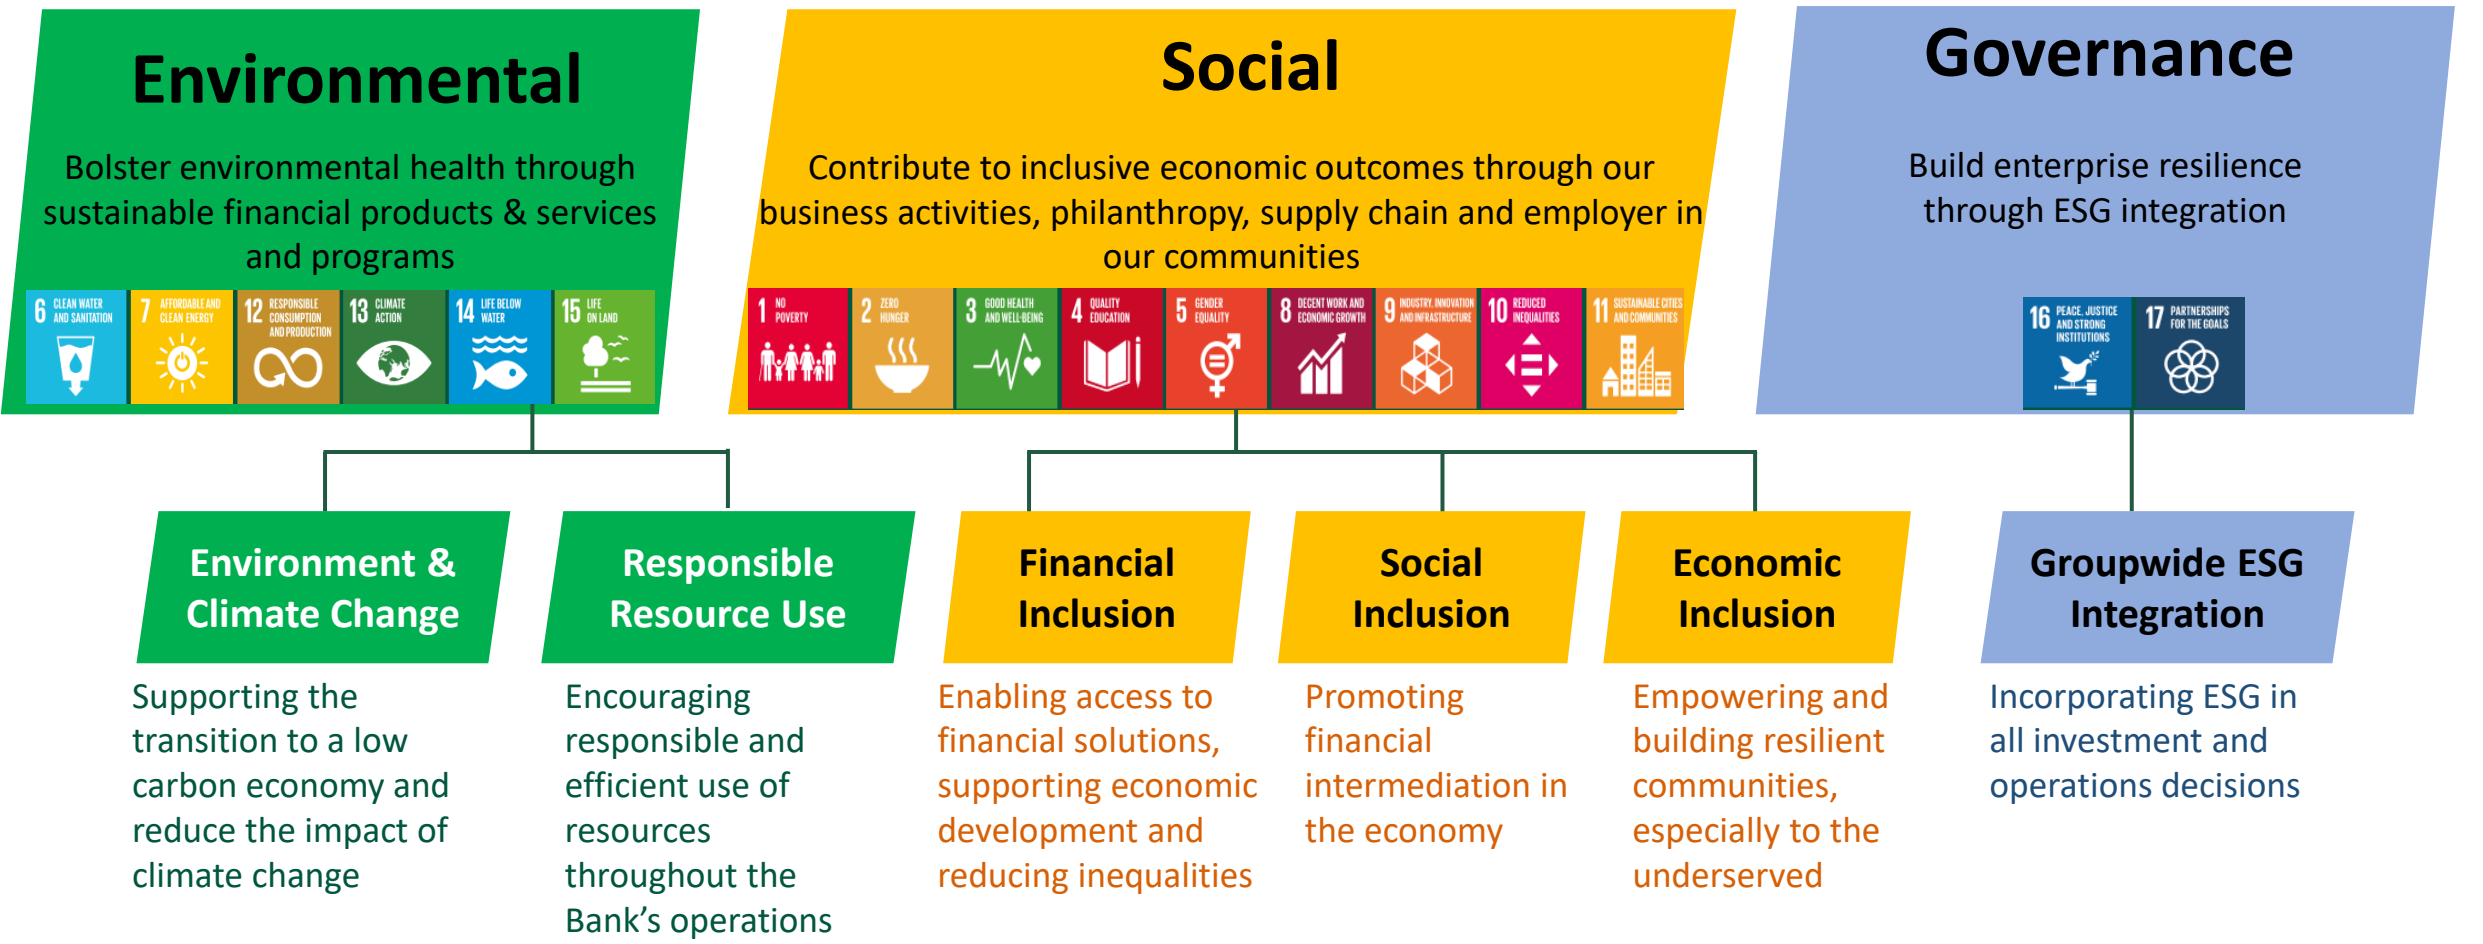 Environmental
Bolster environmental health through
sustainable financial products & services
and programs
6 CLEAN WATER
AND SANITATION
7 AFFORDABLE AND
CLEAN ENERGY
12 RESPONSIBLE
CONSUMPTION
AND PRODUCTION
13 CLIMATE
ACTION
14 LIFE BELOW
WATER
15 LIFE
ON LAND
Social
Contribute to inclusive economic outcomes through our
business activities, philanthropy, supply chain and employer in
our communities
1 NO
POVERTY
2 ZERO
HUNGER
3 GOOD HEALTH
AND WELL-BEING
4 QUALITY
EDUCATION
5 GENDER
EQUALITY
8 DECENT WORK AND
ECONOMIC GROWTH
9 INDUSTRY, INNOVATION
AND INFRASTRUCTURE
10 REDUCED
INEQUALITIES
11 SUSTAINABLE CITIES
AND COMMUNITIES
Governance
Build enterprise resilience
through ESG integration
16 PEACE, JUSTICE
AND STRONG
INSTITUTIONS
17 PARTNERSHIPS
FOR THE GOALS
Environment &
Climate Change
Supporting the
transition to a low
carbon economy and
reduce the impact of
climate change
Responsible
Resource Use
Encouraging
responsible and
efficient use of
resources
throughout the
Bank’s operations
Financial
Inclusion
Enabling access to
financial solutions,
supporting economic
development and
reducing inequalities
Social
Inclusion
Promoting
financial
intermediation in
the economy
Economic
Inclusion
Empowering and
building resilient
communities,
especially to the
underserved
Groupwide ESG
Integration
Incorporating ESG in
all investment and
operations decisions